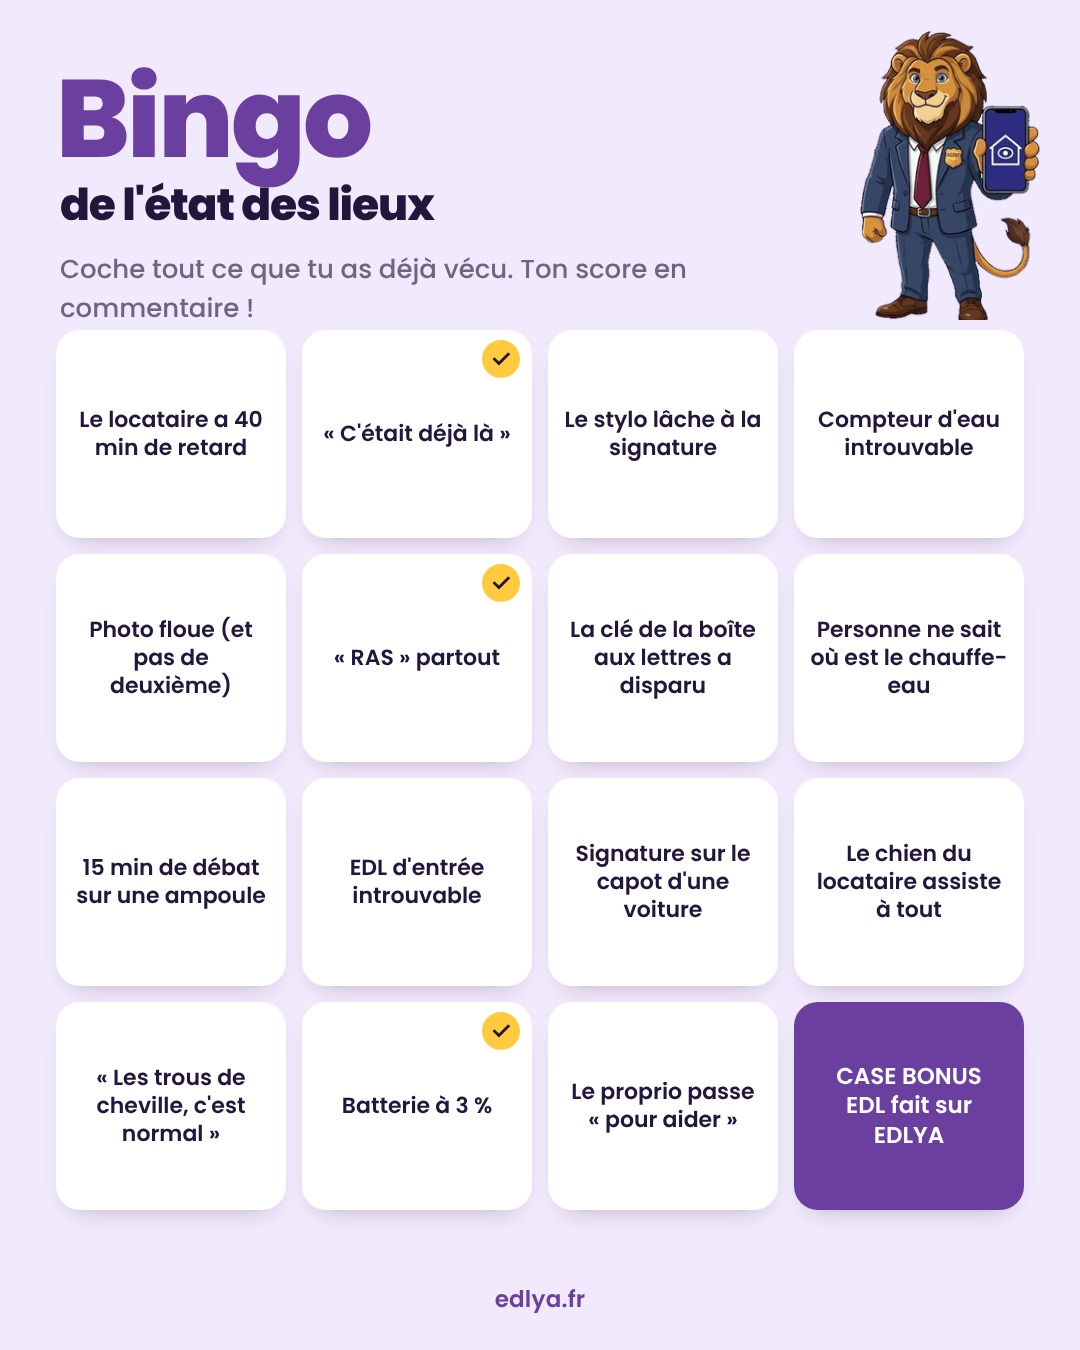 Bingo
de l'état des lieux
Coche tout ce que tu as déjà vécu. Ton score en
commentaire !
AGENT
Le locataire a 40
min de retard
« C'était déjà là »
Le stylo lâche à la
signature
Compteur d'eau
introuvable
Photo floue (et
pas de
deuxième)
« RAS » partout
La clé de la boîte
aux lettres a
disparu
Personne ne sait
où est le chauffe-
eau
15 min de débat
sur une ampoule
EDL d'entrée
introuvable
Signature sur le
capot d'une
voiture
Le chien du
locataire assiste
à tout
« Les trous de
cheville, c'est
normal »
Batterie à 3 %
Le proprio passe
« pour aider »
CASE BONUS
EDL fait sur
EDLYA
edlya.fr